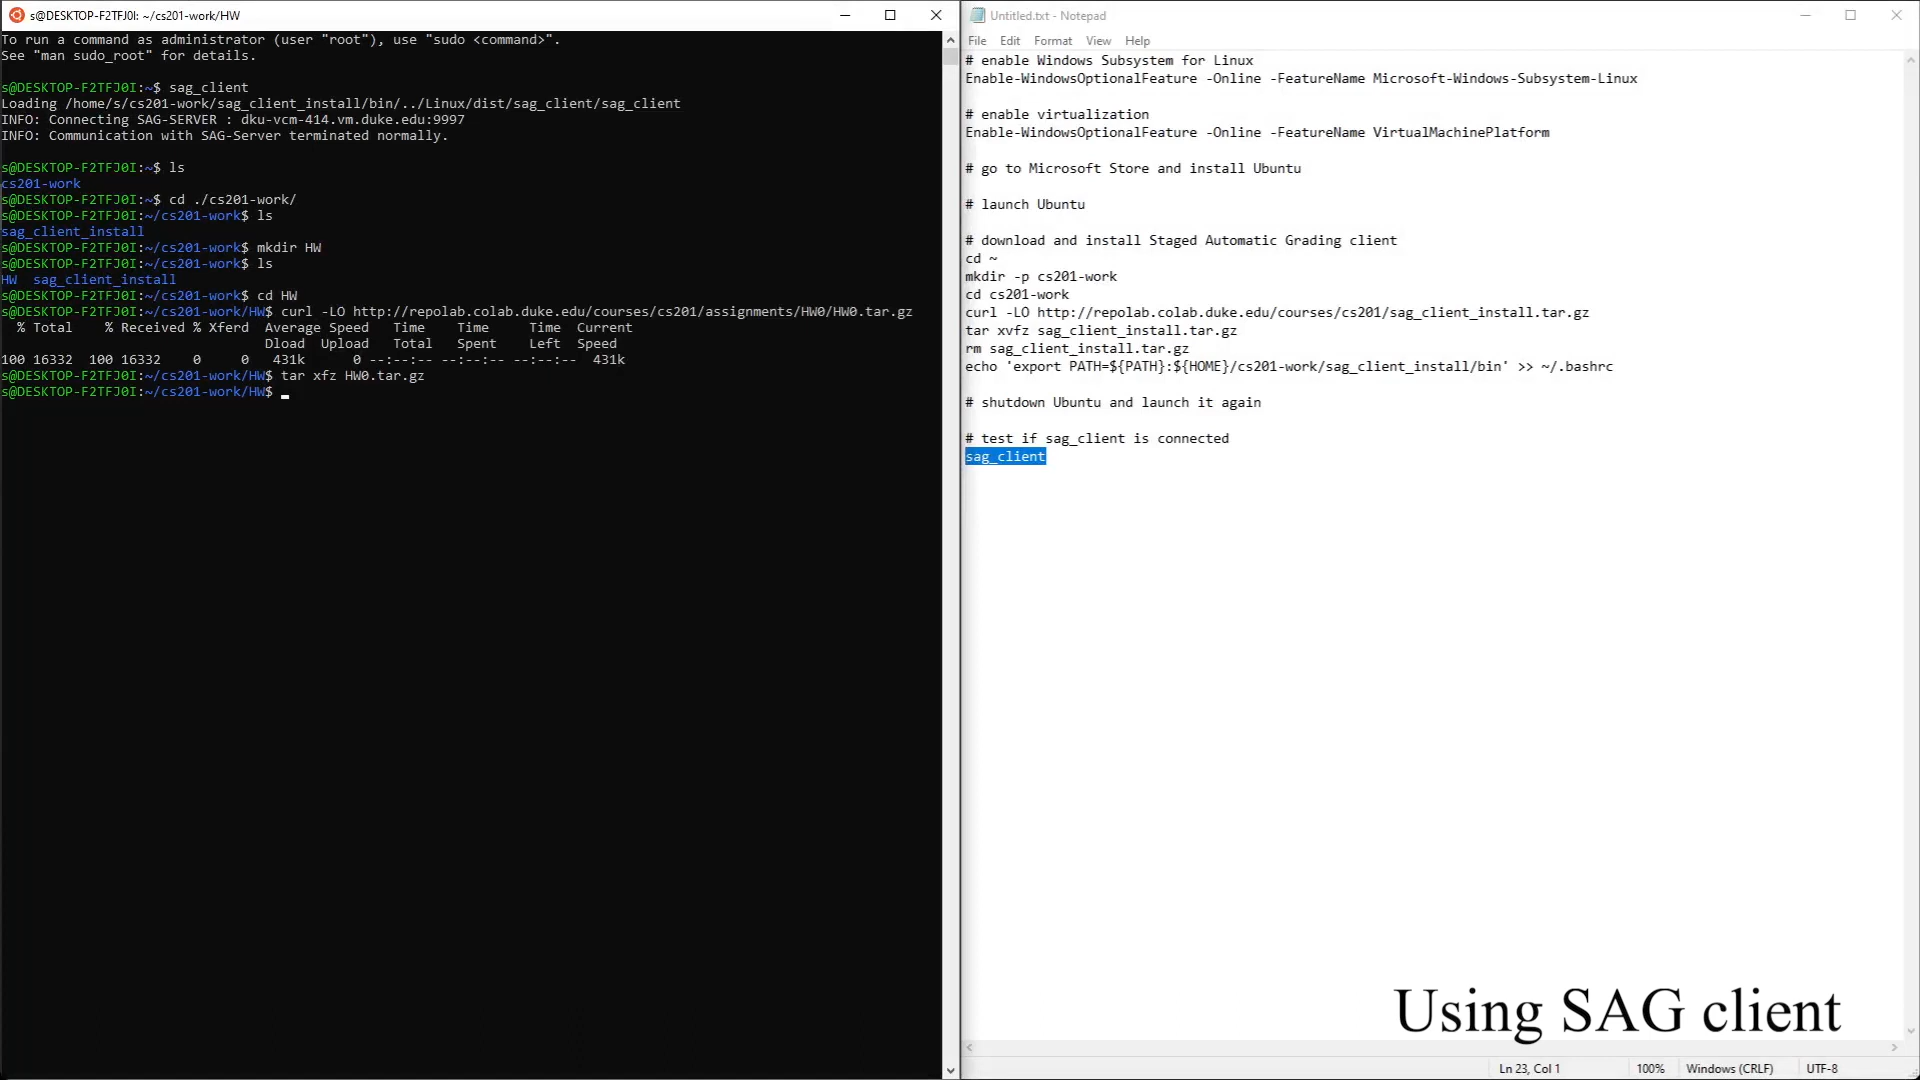 s@DESKTOP-F2TFJ0I: ~/cs201-work/HW
To run a command as administrator (user "root"), use "sudo <command>".
See "man sudo_root" for details.
s@DESKTOP-F2TFJ0I:~$ sag_client
Loading /home/s/cs201-work/sag_client_install/bin/../Linux/dist/sag_client/sag_client
INFO: Connecting SAG-SERVER : dku-vcm-414.vm.duke.edu:9997
INFO: Communication with SAG-Server terminated normally.
s@DESKTOP-F2TFJ0I:~$ ls
cs201-work
s@DESKTOP-F2TFJ0I:~$ cd ./cs201-work/
s@DESKTOP-F2TFJ0I:~/cs201-work$ ls
sag_client_install
s@DESKTOP-F2TFJ0I:~/cs201-work$ mkdir HW
s@DESKTOP-F2TFJ0I:~/cs201-work$ ls
HW  sag_client_install
s@DESKTOP-F2TFJ0I:~/cs201-work$ cd HW
s@DESKTOP-F2TFJ0I:~/cs201-work/HW$ curl -LO http://repolab.colab.duke.edu/courses/cs201/assignments/HW0/HW0.tar.gz
  % Total    % Received % Xferd  Average Speed   Time    Time     Time  Current
                                 Dload  Upload   Total   Spent    Left  Speed
100 16332  100 16332    0     0   431k      0 --:--:-- --:--:-- --:--:--  431k
s@DESKTOP-F2TFJ0I:~/cs201-work/HW$ tar xfz HW0.tar.gz
s@DESKTOP-F2TFJ0I:~/cs201-work/HW$
Untitled.txt - Notepad
File Edit Format View Help
# enable Windows Subsystem for Linux
Enable-WindowsOptionalFeature -Online -FeatureName Microsoft-Windows-Subsystem-Linux
# enable virtualization
Enable-WindowsOptionalFeature -Online -FeatureName VirtualMachinePlatform
# go to Microsoft Store and install Ubuntu
# launch Ubuntu
# download and install Staged Automatic Grading client
cd ~
mkdir -p cs201-work
cd cs201-work
curl -LO http://repolab.colab.duke.edu/courses/cs201/sag_client_install.tar.gz
tar xvfz sag_client_install.tar.gz
rm sag_client_install.tar.gz
echo 'export PATH=${PATH}:${HOME}/cs201-work/sag_client_install/bin' >> ~/.bashrc
# shutdown Ubuntu and launch it again
# test if sag_client is connected
sag_client
Using SAG client
Ln 23, Col 1 100% Windows (CRLF) UTF-8